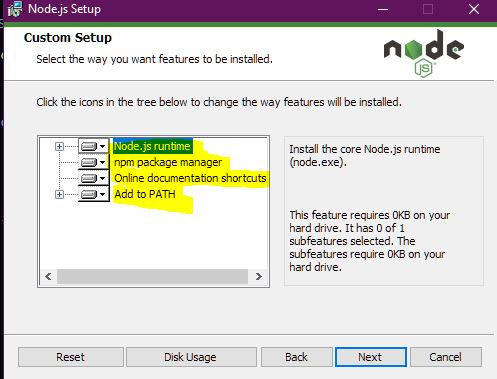 Node.js Setup
Custom Setup
Select the way you want features to be installed.
node
JS
Click the icons in the tree below to change the way features will be installed.
Node.js runtime
npm package manager
Online documentation shortcuts
Add to PATH
Install the core Node.js runtime
(node.exe).
This feature requires 0KB on your
hard drive. It has 0 of 1
subfeatures selected. The
subfeatures require 0KB on your
hard drive.
Reset
Disk Usage
Back
Next
Cancel